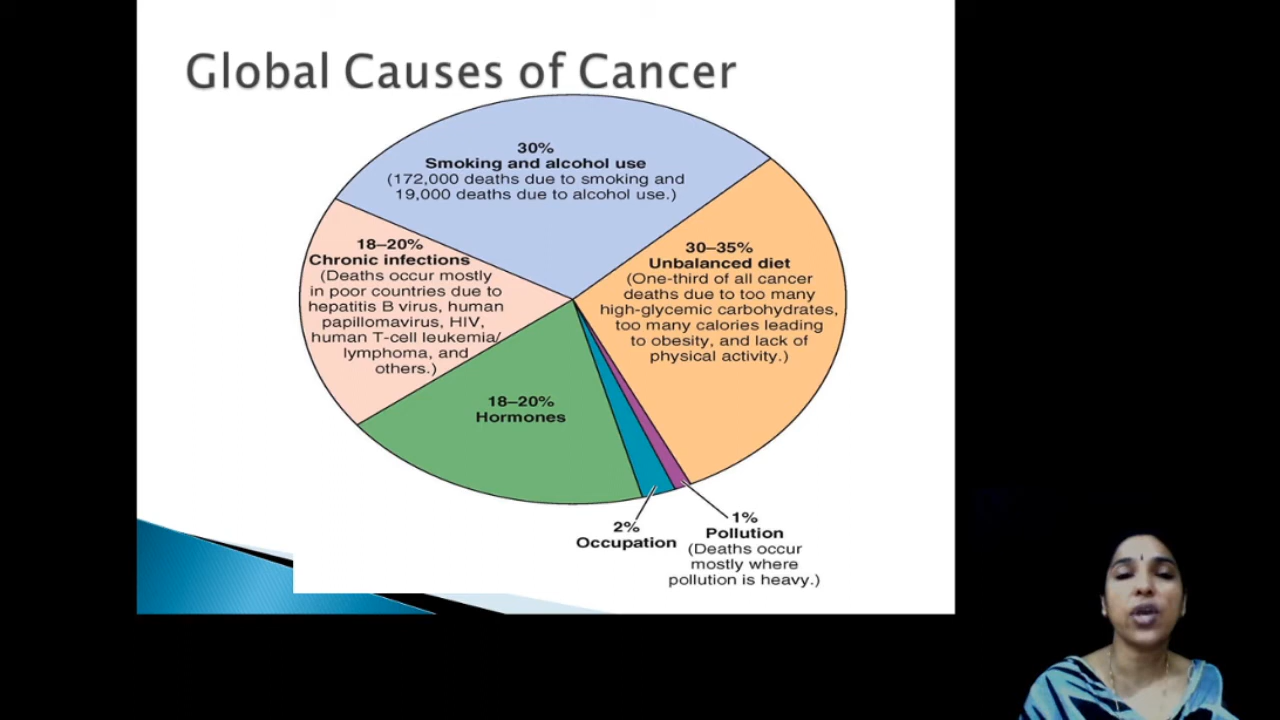 Global Causes of Cancer
30%
Smoking and alcohol use
(172,000 deaths due to smoking and
19,000 deaths due to alcohol use.)
18–20%
Chronic infections
(Deaths occur mostly
in poor countries due to
hepatitis B virus, human
papillomavirus, HIV,
human T-cell leukemia/
lymphoma, and
others.)
30–35%
Unbalanced diet
(One-third of all cancer
deaths due to too many
high-glycemic carbohydrates,
too many calories leading
to obesity, and lack of
physical activity.)
18–20%
Hormones
2%
Occupation
1%
Pollution
(Deaths occur
mostly where
pollution is heavy.)